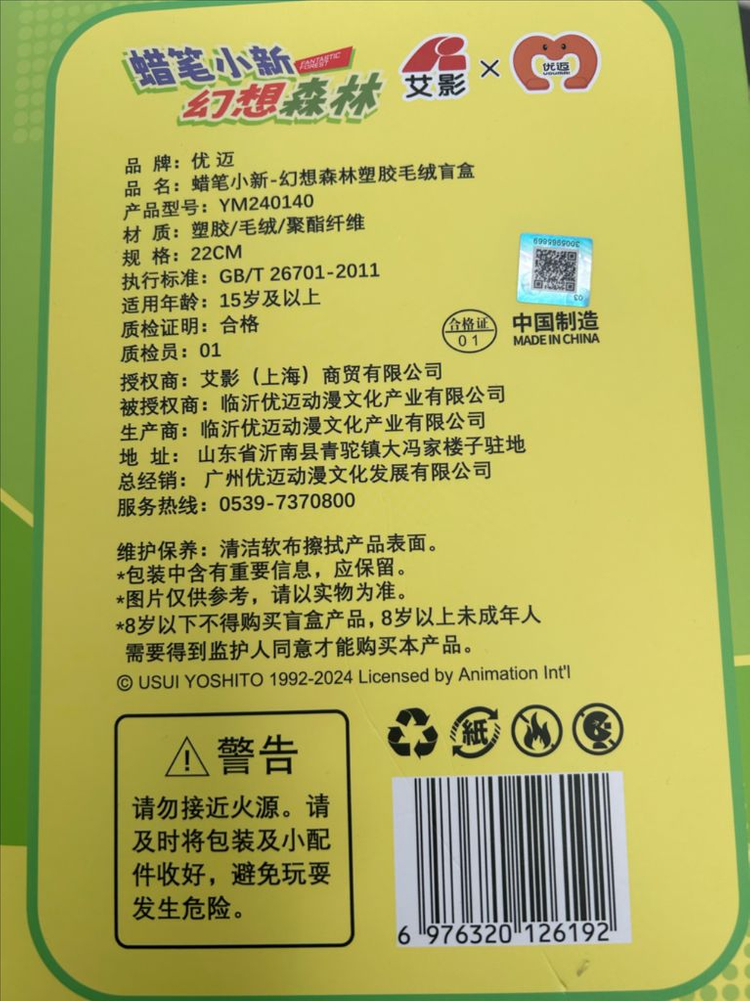 蜡笔小新
FANTASTIC FOREST
幻想森林
艾影
×
优迈
YOUMAI
品 牌：优迈
品 名：蜡笔小新-幻想森林塑胶毛绒盲盒
产品型号：YM240140
材 质：塑胶/毛绒/聚酯纤维
规 格：22CM
执行标准：GB/T 26701-2011
适用年龄：15岁及以上
质检证明：合格
质检员：01
3005965669
03
合格证
01
中国制造
MADE IN CHINA
授权商：艾影（上海）商贸有限公司
被授权商：临沂优迈动漫文化产业有限公司
生产商：临沂优迈动漫文化产业有限公司
地 址：山东省沂南县青驼镇大冯家楼子驻地
总经销：广州优迈动漫文化发展有限公司
服务热线：0539-7370800
维护保养：清洁软布擦拭产品表面。
*包装中含有重要信息，应保留。
*图片仅供参考，请以实物为准。
*8岁以下不得购买盲盒产品，8岁以上未成年人
需要得到监护人同意才能购买本产品。
© USUI YOSHITO 1992-2024 Licensed by Animation Int'l
紙
警告
请勿接近火源。请
及时将包装及小配
件收好，避免玩耍
发生危险。
6 976320 126192